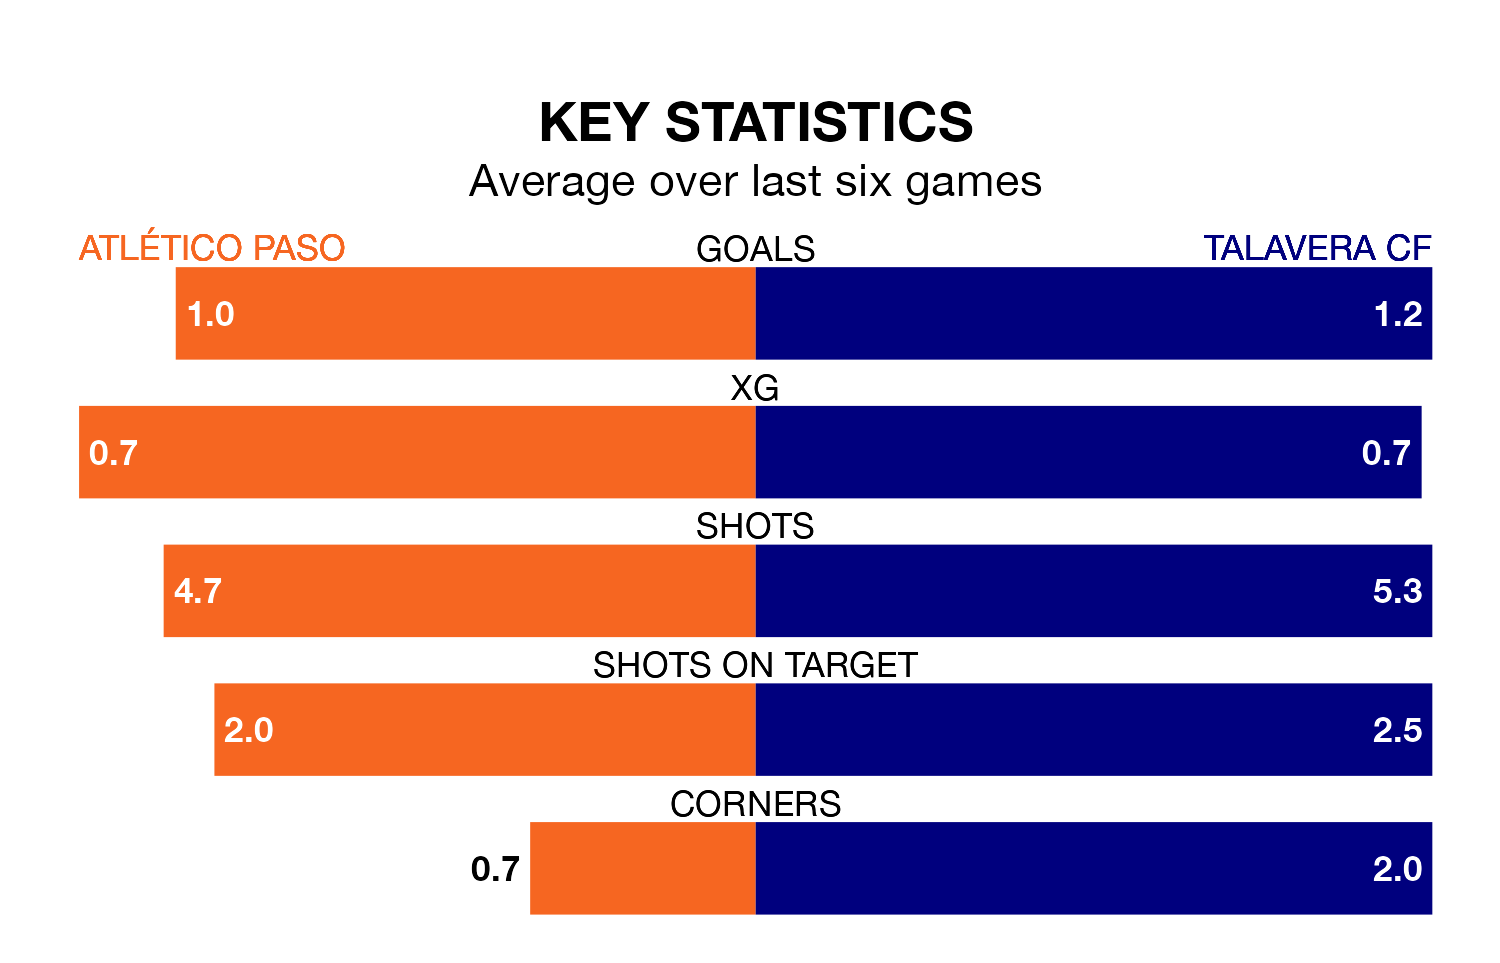 KEY STATISTICS
Average over last six games
ATLÉTICO PASO GOALS TALAVERA CF
1.0 1.2
XG
0.7 0.7
SHOTS
4.7 5.3
SHOTS ON TARGET
2.0 2.5
CORNERS
0.7 2.0